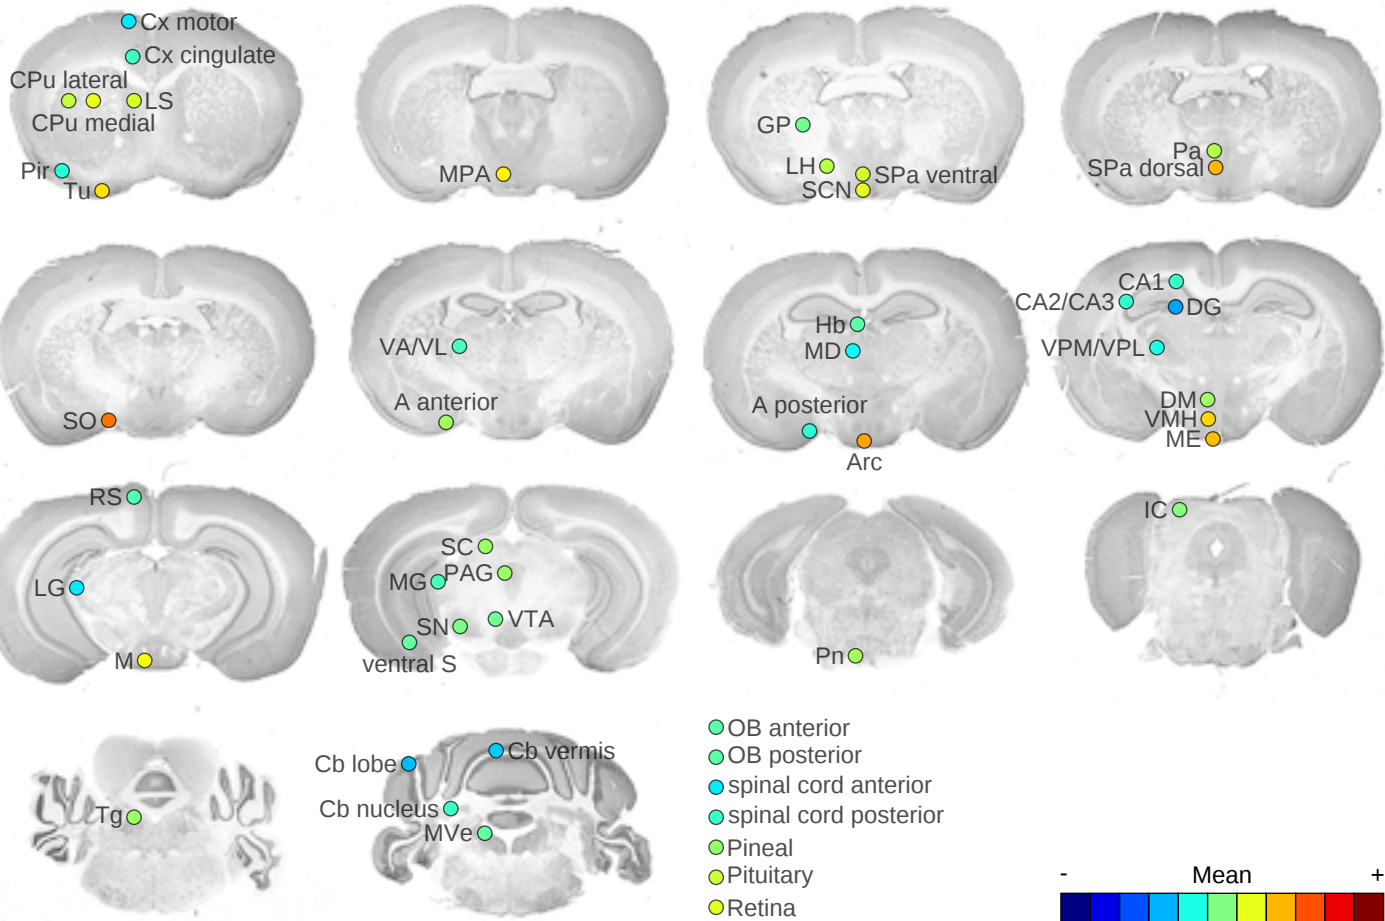 Cx motor
Cx cingulate
CPu lateral
LS
CPu medial
Pir
Tu
MPA
GP
LH
SPa ventral
SCN
Pa
SPa dorsal
SO
VA/VL
A anterior
Hb
MD
A posterior
Arc
CA1
CA2/CA3
DG
VPM/VPL
DM
VMH
ME
RS
LG
M
SC
MG
PAG
SN
VTA
ventral S
Pn
IC
Tg
Cb lobe
Cb vermis
Cb nucleus
MVe
OB anterior
OB posterior
spinal cord anterior
spinal cord posterior
Pineal
Pituitary
Retina
- Mean +